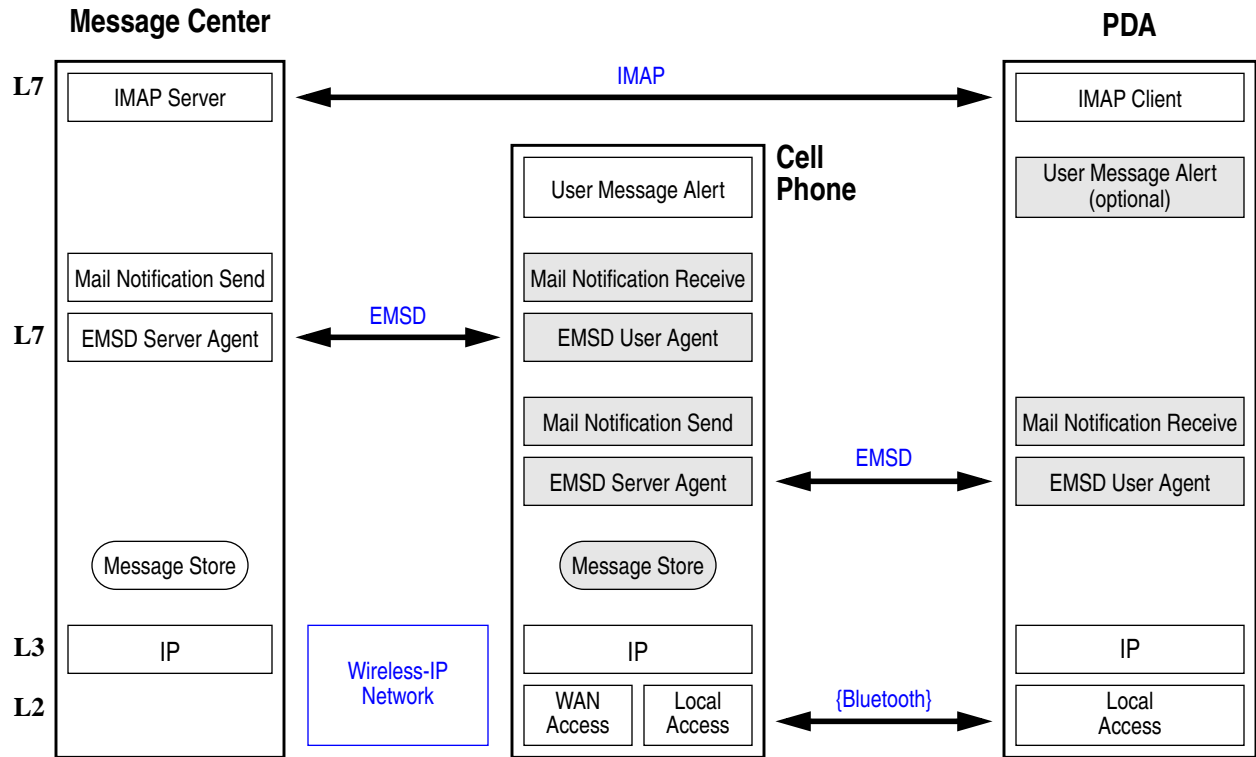 Message Center
PDA
L7
IMAP Server
IMAP
IMAP Client
Cell
Phone
User Message Alert
User Message Alert
(optional)
Mail Notification Send
Mail Notification Receive
L7
EMSD Server Agent
EMSD
EMSD User Agent
Mail Notification Send
Mail Notification Receive
EMSD Server Agent
EMSD
EMSD User Agent
Message Store
Message Store
L3
IP
Wireless-IP
Network
IP
IP
L2
WAN
Access
Local
Access
{Bluetooth}
Local
Access